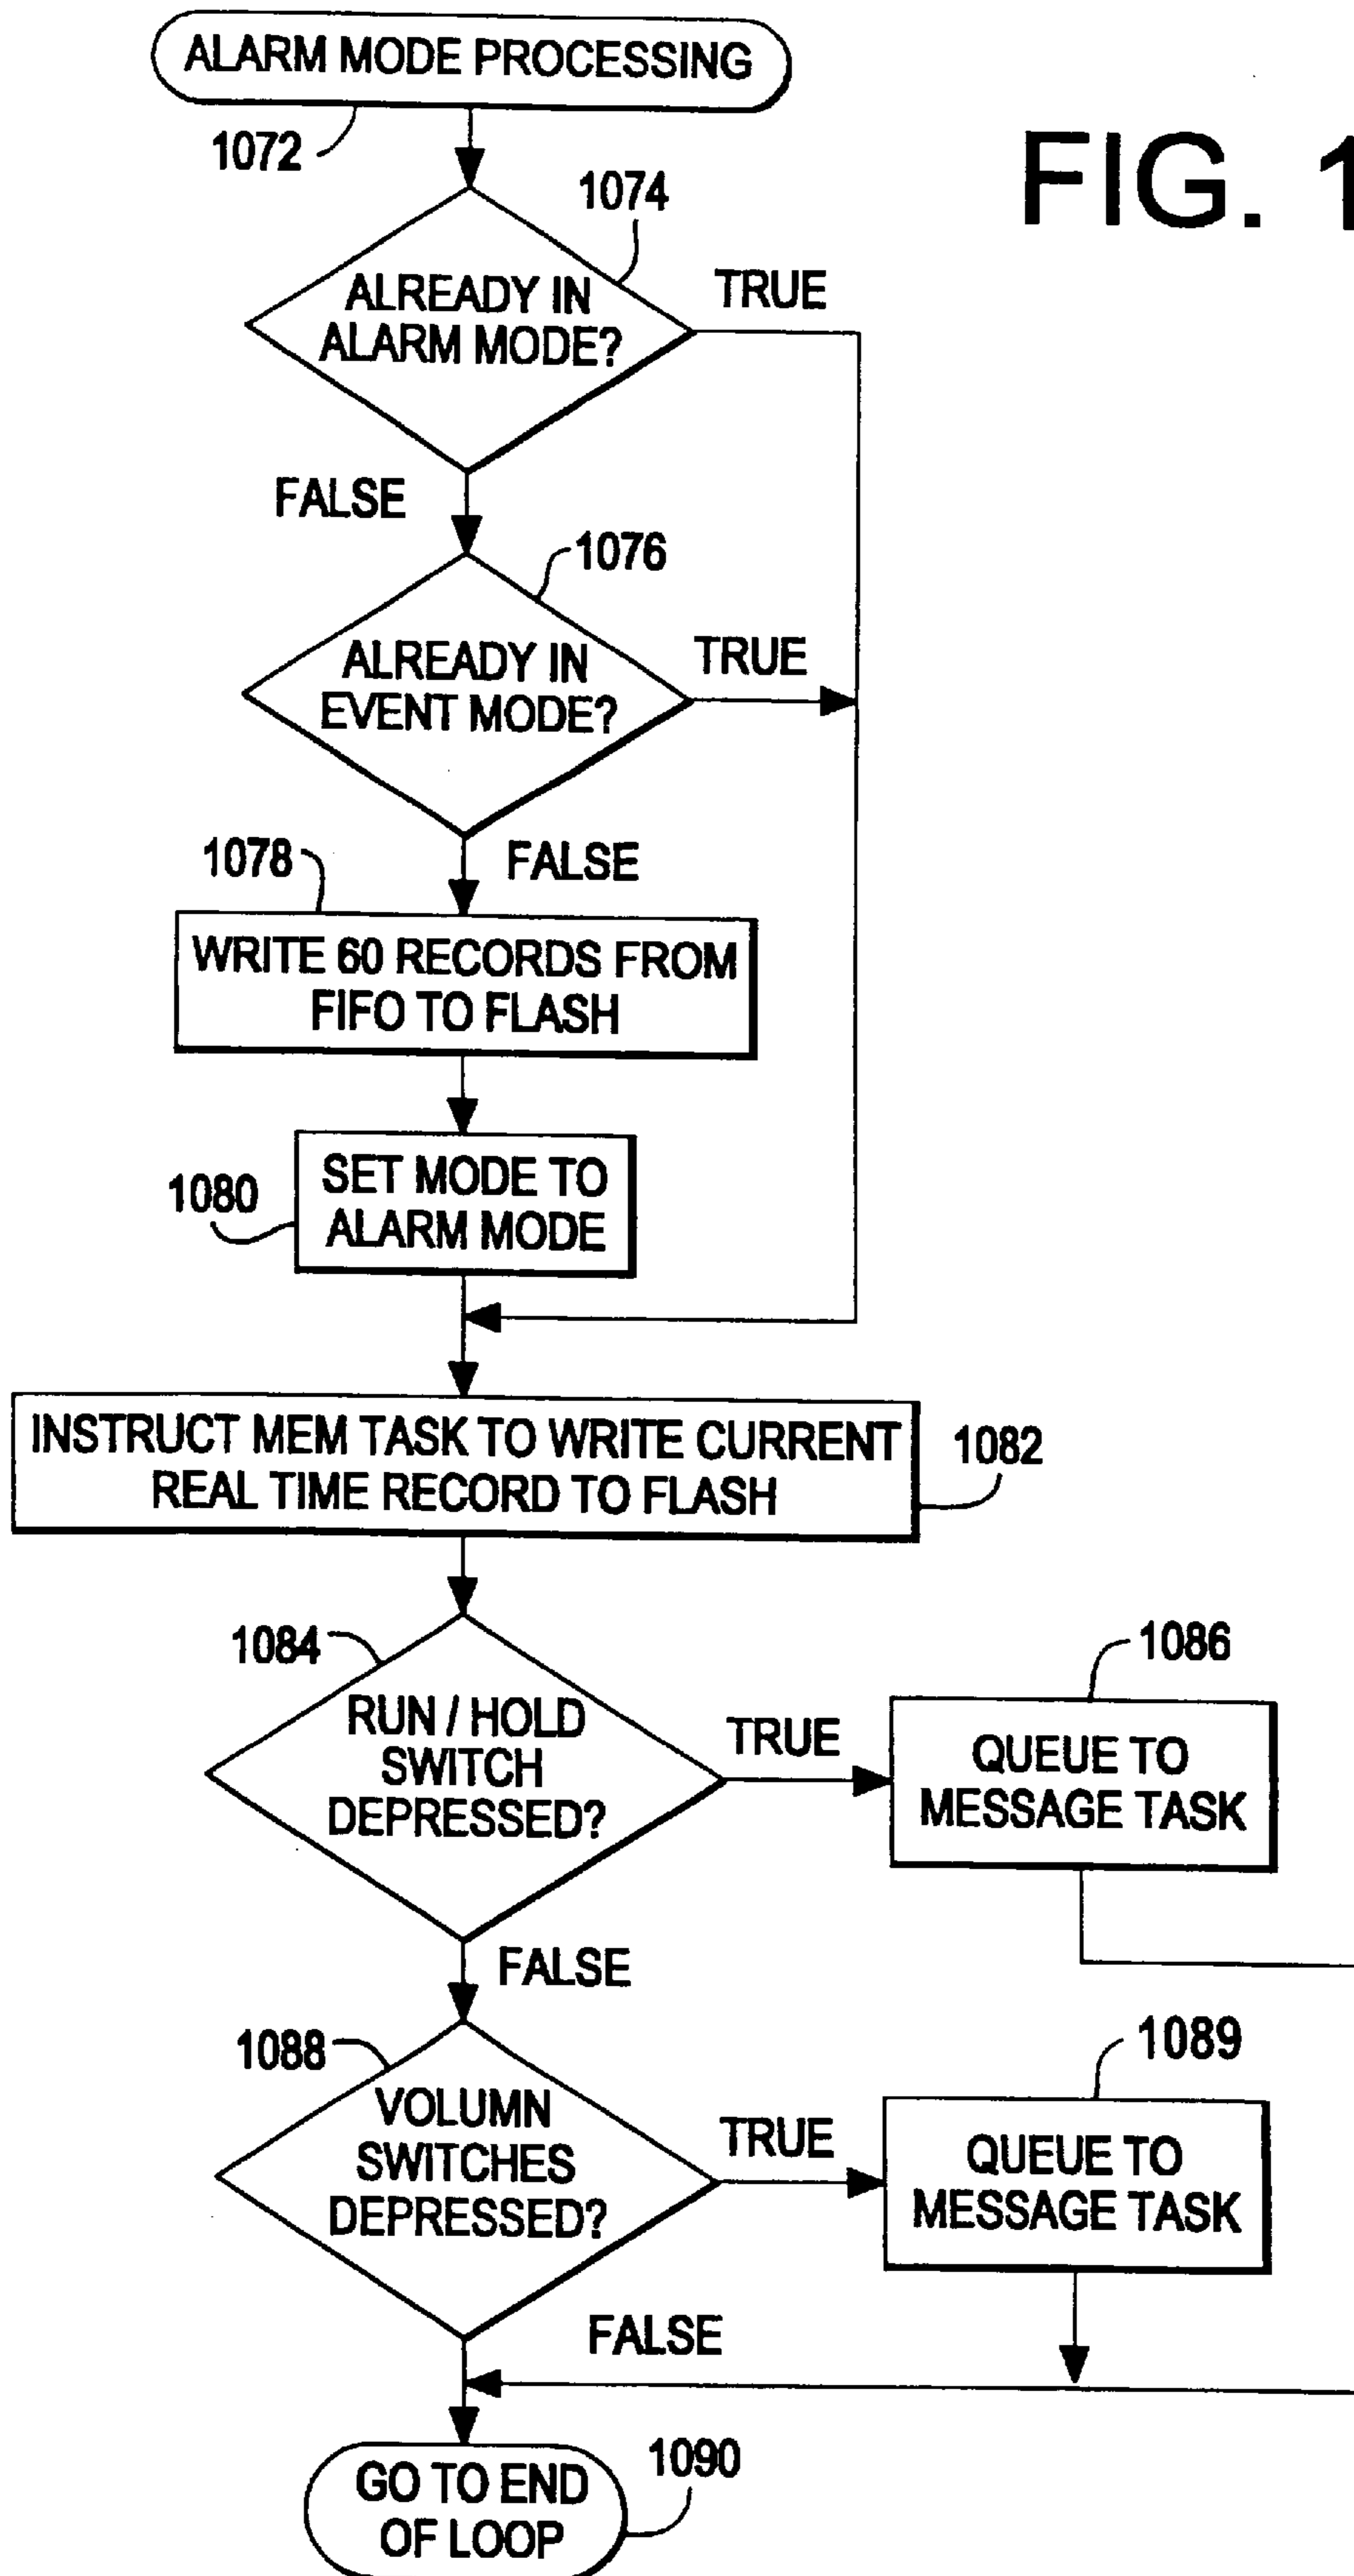 ALARM MODE PROCESSING
1072
FIG. 1
1074
ALREADY IN
ALARM MODE?
TRUE
FALSE
1076
ALREADY IN
EVENT MODE?
TRUE
1078
FALSE
WRITE 60 RECORDS FROM
FIFO TO FLASH
1080
SET MODE TO
ALARM MODE
INSTRUCT MEM TASK TO WRITE CURRENT
REAL TIME RECORD TO FLASH
1082
1084
RUN / HOLD
SWITCH
DEPRESSED?
TRUE
1086
QUEUE TO
MESSAGE TASK
FALSE
1088
VOLUMN
SWITCHES
DEPRESSED?
TRUE
1089
QUEUE TO
MESSAGE TASK
FALSE
GO TO END
OF LOOP
1090